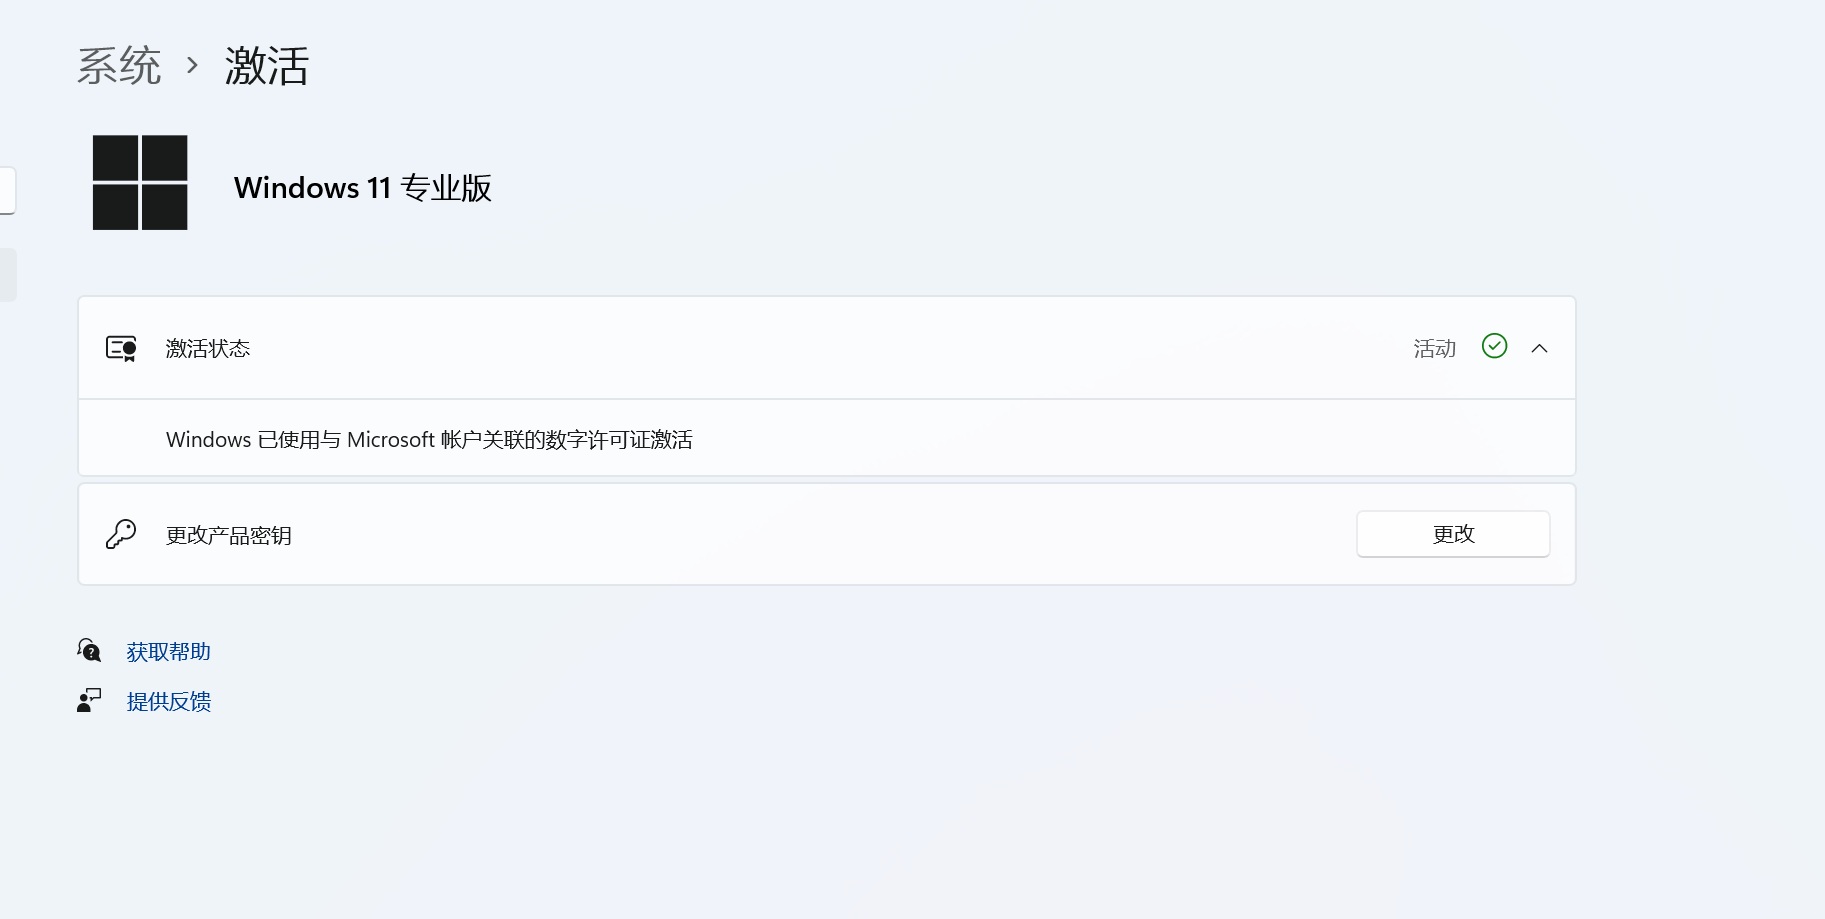 系统 › 激活
Windows 11 专业版
激活状态
活动
Windows 已使用与 Microsoft 帐户关联的数字许可证激活
更改产品密钥
更改
获取帮助
提供反馈